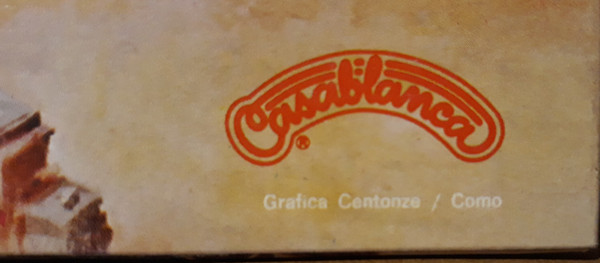 Casablanca
®
Grafica Centonze / Como